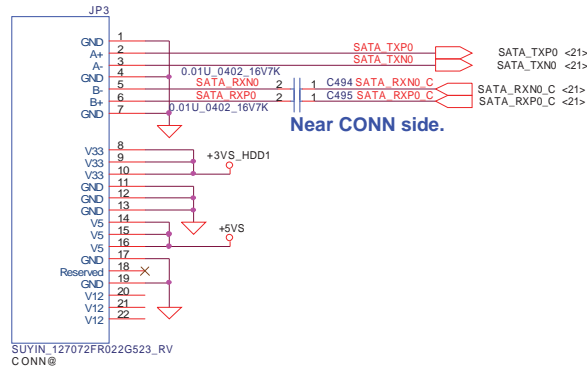 JP3
GND 1
A+ 2 SATA_TXP0 SATA_TXP0 <21>
A- 3 SATA_TXN0 SATA_TXN0 <21>
GND 4 0.01U_0402_16V7K
B- 5 SATA_RXN0 2 1 C494 SATA_RXN0_C SATA_RXN0_C <21>
B+ 6 SATA_RXP0 2 1 C495 SATA_RXP0_C SATA_RXP0_C <21>
GND 7 0.01U_0402_16V7K
Near CONN side.
V33 8
V33 9 +3VS_HDD1
V33 10
GND 11
GND 12
GND 13
V5 14 +5VS
V5 15
V5 16
GND 17
Reserved 18
GND 19
V12 20
V12 21
V12 22
SUYIN_127072FR022G523_RV
CONN@